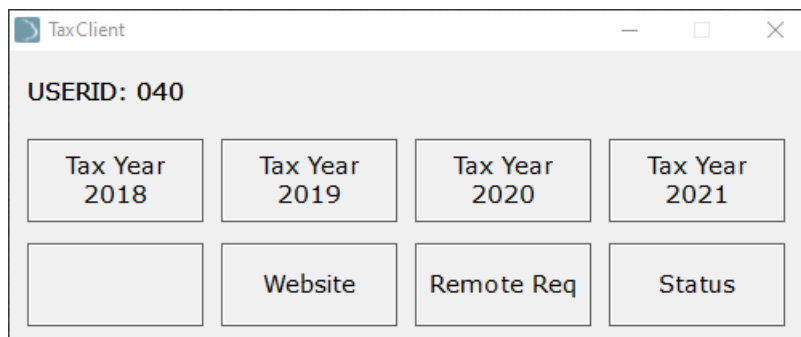 TaxClient
USERID: 040
Tax Year
2018
Tax Year
2019
Tax Year
2020
Tax Year
2021
Website
Remote Req
Status